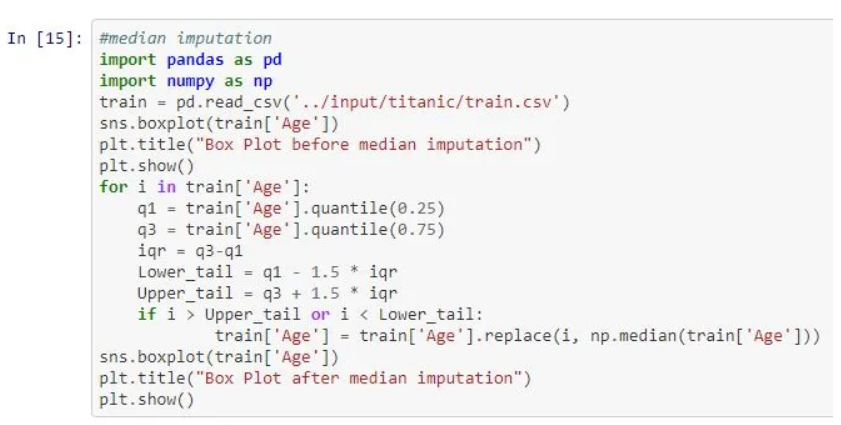 In [15]: #median imputation
import pandas as pd
import numpy as np
train = pd.read_csv('../input/titanic/train.csv')
sns.boxplot(train['Age'])
plt.title("Box Plot before median imputation")
plt.show()
for i in train['Age']:
    q1 = train['Age'].quantile(0.25)
    q3 = train['Age'].quantile(0.75)
    iqr = q3-q1
    Lower_tail = q1 - 1.5 * iqr
    Upper_tail = q3 + 1.5 * iqr
    if i > Upper_tail or i < Lower_tail:
            train['Age'] = train['Age'].replace(i, np.median(train['Age']))
sns.boxplot(train['Age'])
plt.title("Box Plot after median imputation")
plt.show()